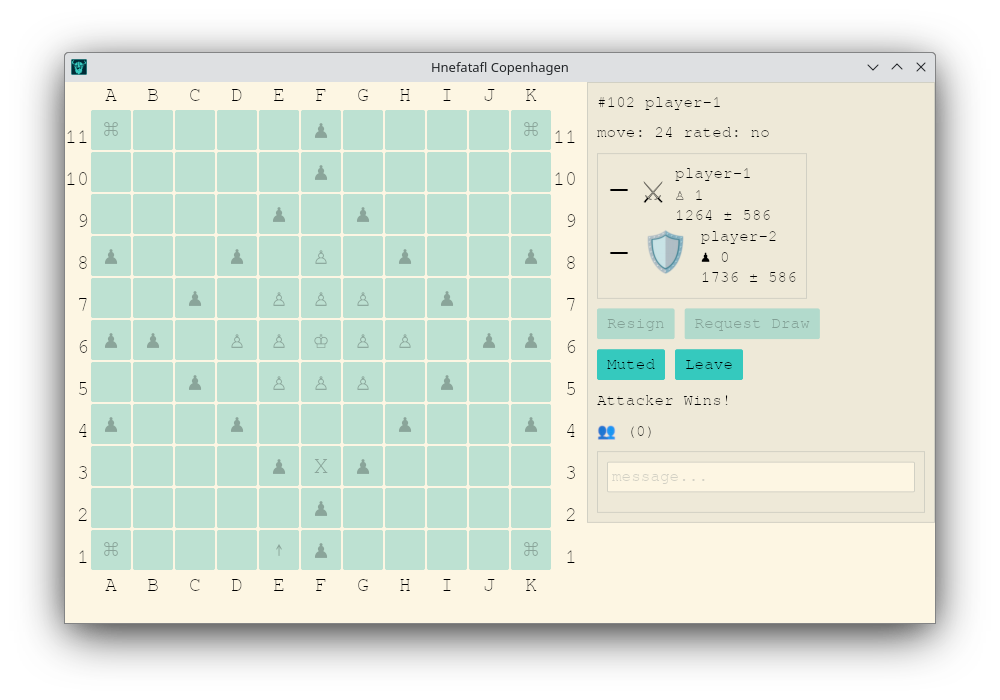 Hnefatafl Copenhagen
A B C D E F G H I J K
11 ⌘ ♟ ⌘ 11
10 ♟ 10
9 ♟ ♟ 9
8 ♟ ♟ ♙ ♟ ♟ 8
7 ♟ ♙ ♙ ♙ ♟ 7
6 ♟ ♟ ♙ ♙ ♔ ♙ ♙ ♟ ♟ 6
5 ♟ ♙ ♙ ♙ ♟ 5
4 ♟ ♟ ♟ ♟ 4
3 ♟ X ♟ 3
2 ♟ 2
1 ⌘ ↑ ♟ ⌘ 1
A B C D E F G H I J K
#102 player-1
move: 24 rated: no
— ⚔ player-1
♙ 1
1264 ± 586
— 🛡 player-2
♟ 0
1736 ± 586
Resign Request Draw
Muted Leave
Attacker Wins!
👥 (0)
message...